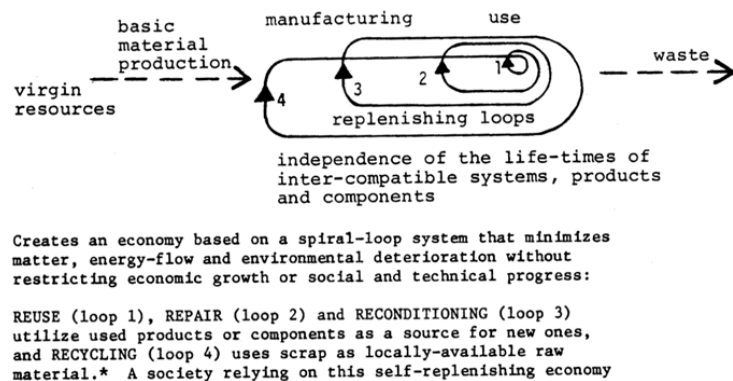 basic
material
production
manufacturing
use
waste
virgin
resources
1
2
3
4
replenishing loops
independence of the life-times of
inter-compatible systems, products
and components
Creates an economy based on a spiral-loop system that minimizes
matter, energy-flow and environmental deterioration without
restricting economic growth or social and technical progress:
REUSE (loop 1), REPAIR (loop 2) and RECONDITIONING (loop 3)
utilize used products or components as a source for new ones,
and RECYCLING (loop 4) uses scrap as locally-available raw
material.* A society relying on this self-replenishing economy